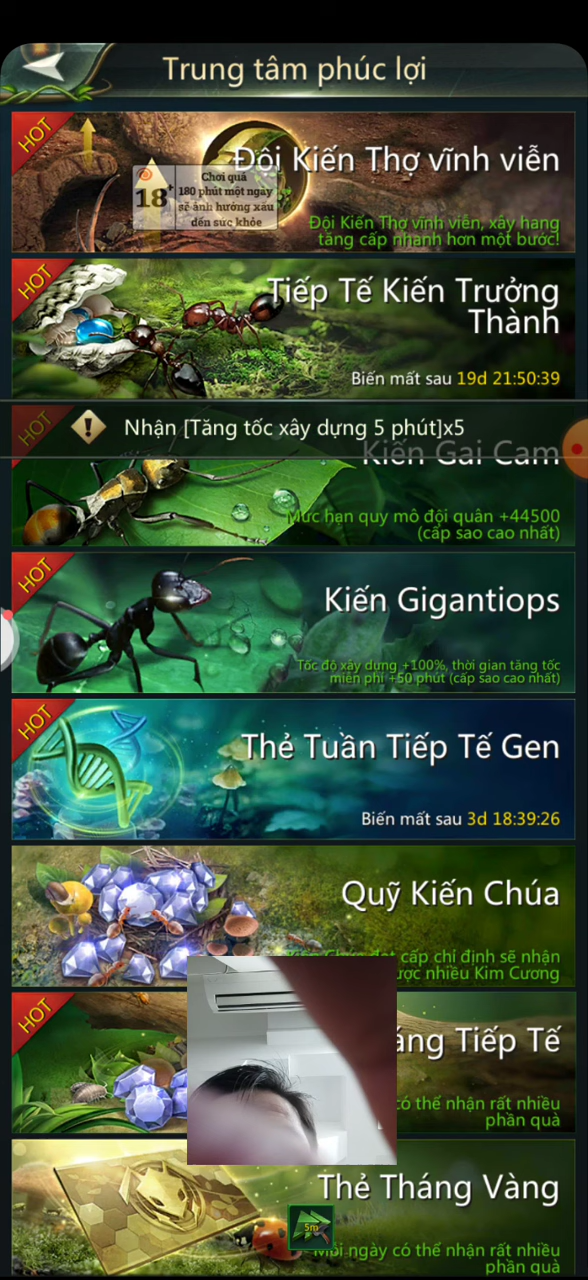 Trung tâm phúc lợi
HOT
Đội Kiến Thợ vĩnh viễn
18+
Chơi quá
180 phút một ngày
sẽ ảnh hưởng xấu
đến sức khỏe
Đội Kiến Thợ vĩnh viễn, xây hang
tăng cấp nhanh hơn một bước!
HOT
Tiếp Tế Kiến Trưởng
Thành
Biến mất sau 19d 21:50:39
HOT
Nhận [Tăng tốc xây dựng 5 phút]x5
Kiến Gai Cam
Mức hạn quy mô đội quân +44500
(cấp sao cao nhất)
HOT
Kiến Gigantiops
Tốc độ xây dựng +100%, thời gian tăng tốc
miễn phí +50 phút (cấp sao cao nhất)
HOT
Thẻ Tuần Tiếp Tế Gen
Biến mất sau 3d 18:39:26
Quỹ Kiến Chúa
cấp chỉ định sẽ nhận
nhiều Kim Cương
HOT
Tiếp Tế
có thể nhận rất nhiều
phần quà
Thẻ Tháng Vàng
5m
Mỗi ngày có thể nhận rất nhiều
phần quà